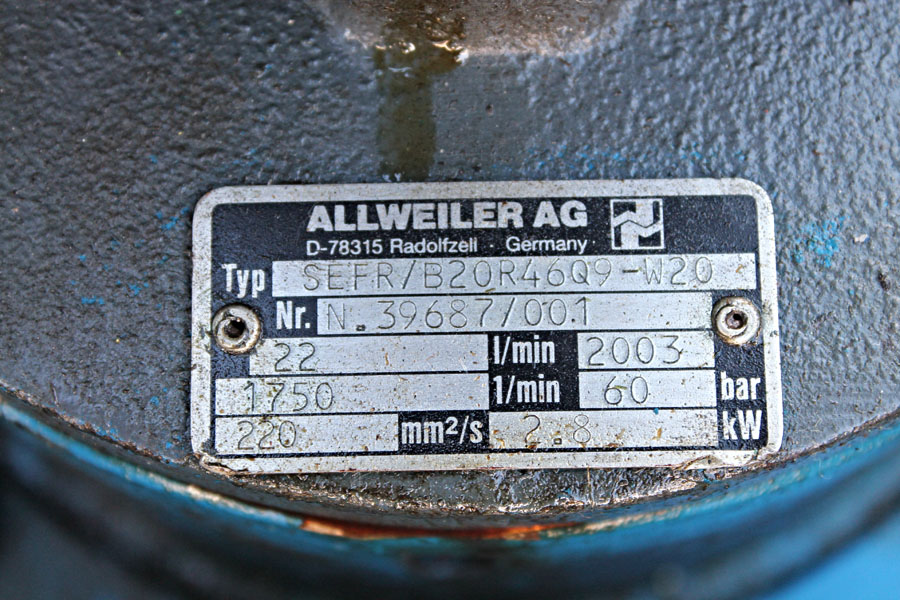 ALLWEILER AG
D-78315 Radolfzell · Germany
Typ SEFR/B20R46Q9-W20
Nr. N.39687/001
22 l/min 2003
1750 1/min 60 bar
220 mm²/s 2.8 kW